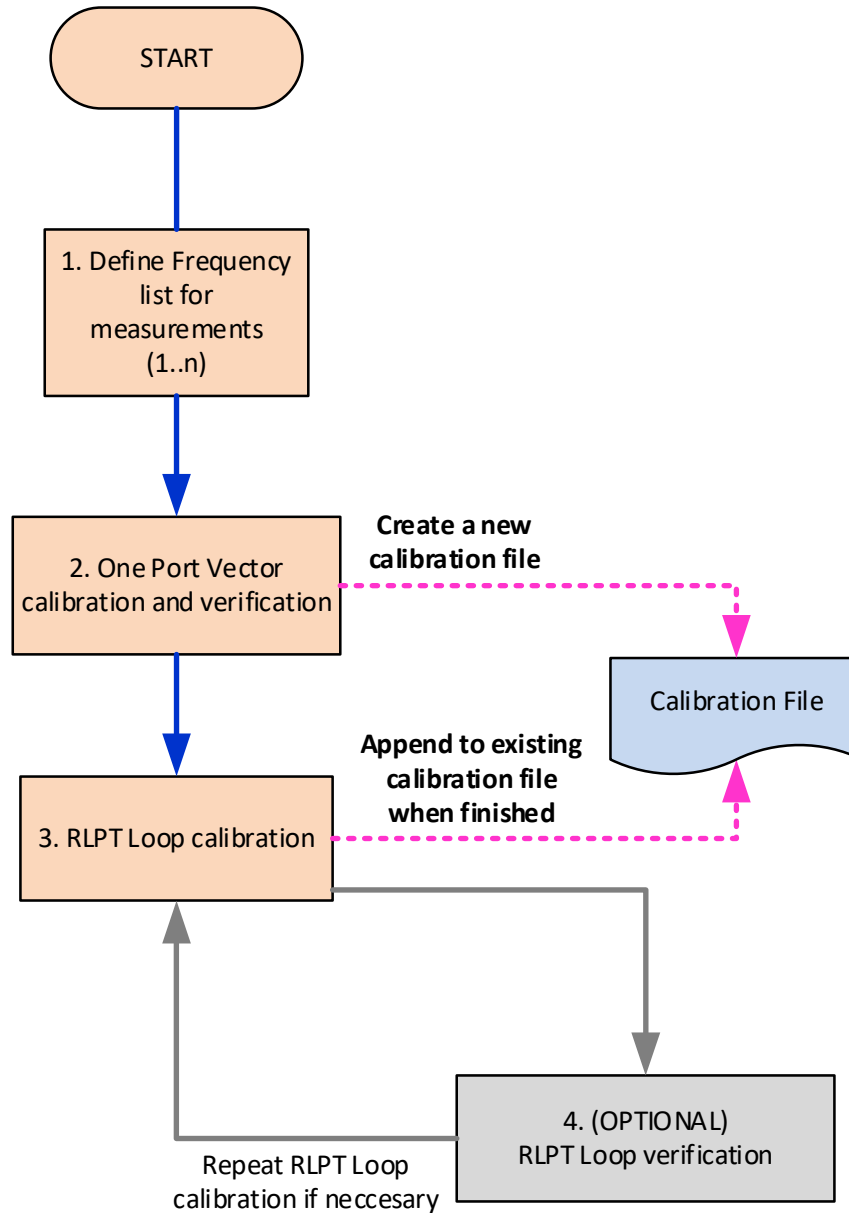 START
1. Define Frequency
list for
measurements
(1..n)
Create a new
calibration file
2. One Port Vector
calibration and verification
Calibration File
Append to existing
calibration file
when finished
3. RLPT Loop calibration
4. (OPTIONAL)
RLPT Loop verification
Repeat RLPT Loop
calibration if neccesary